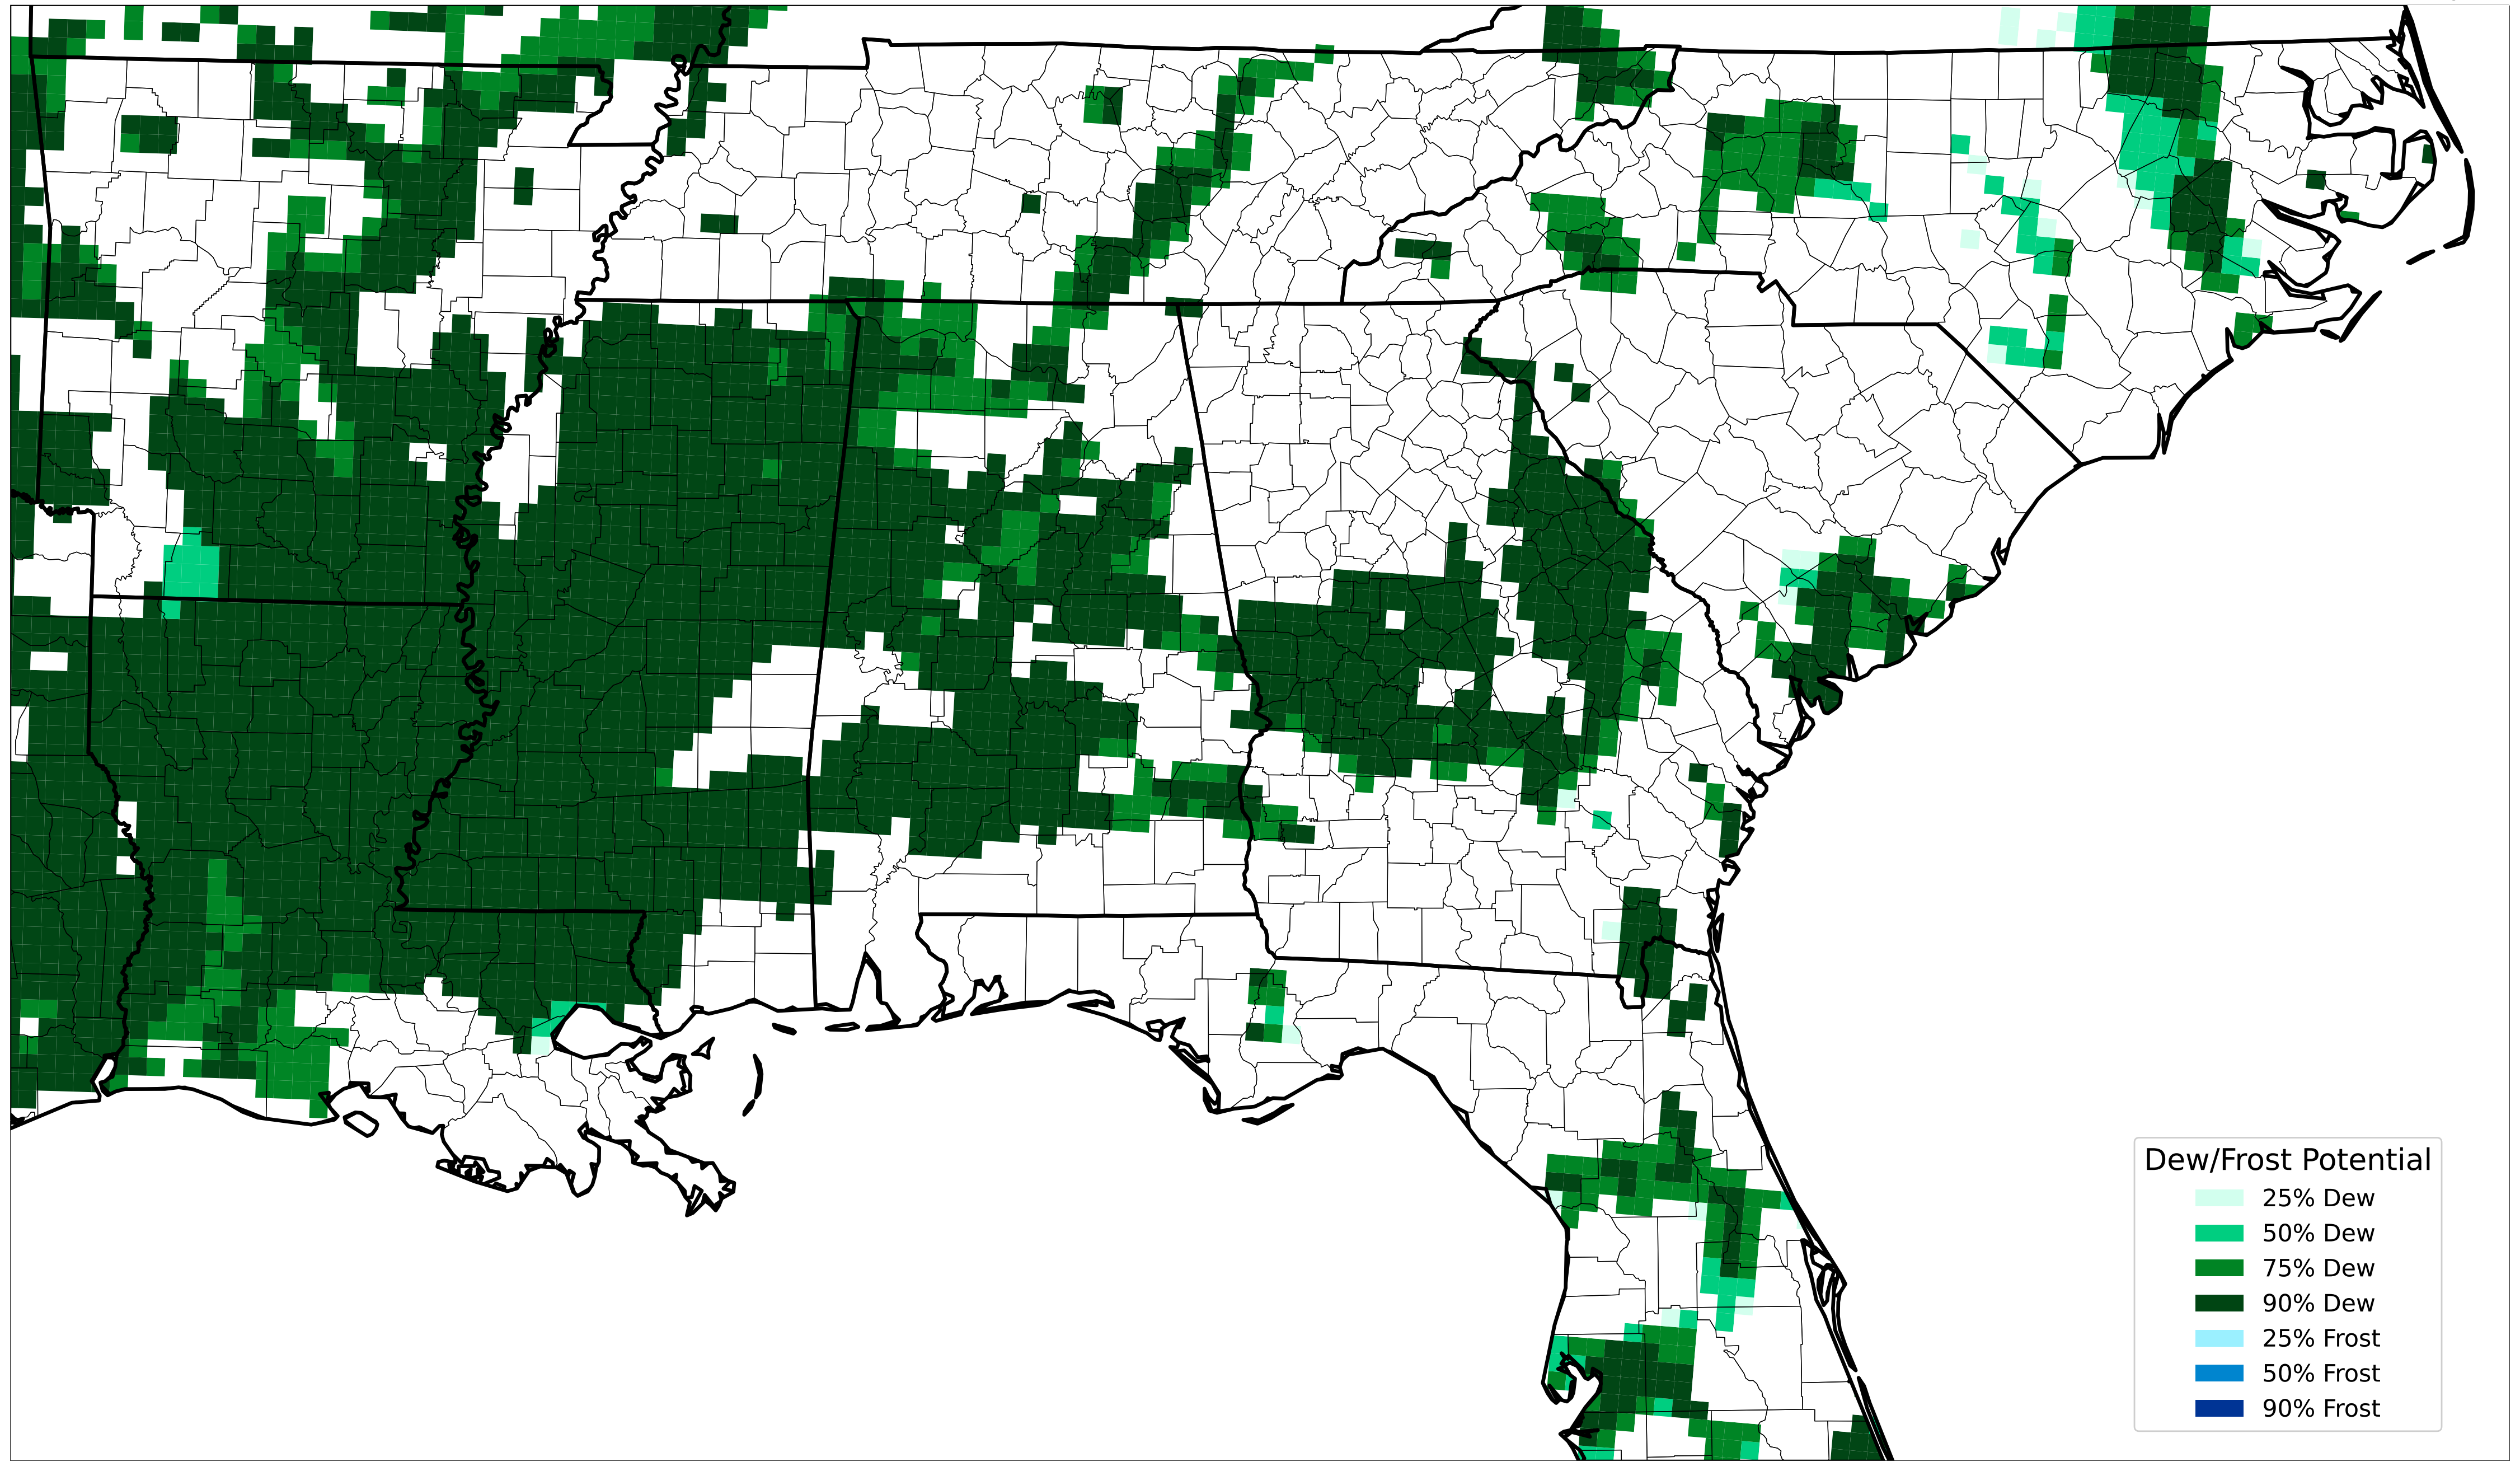 Dew/Frost Potential
25% Dew
50% Dew
75% Dew
90% Dew
25% Frost
50% Frost
90% Frost